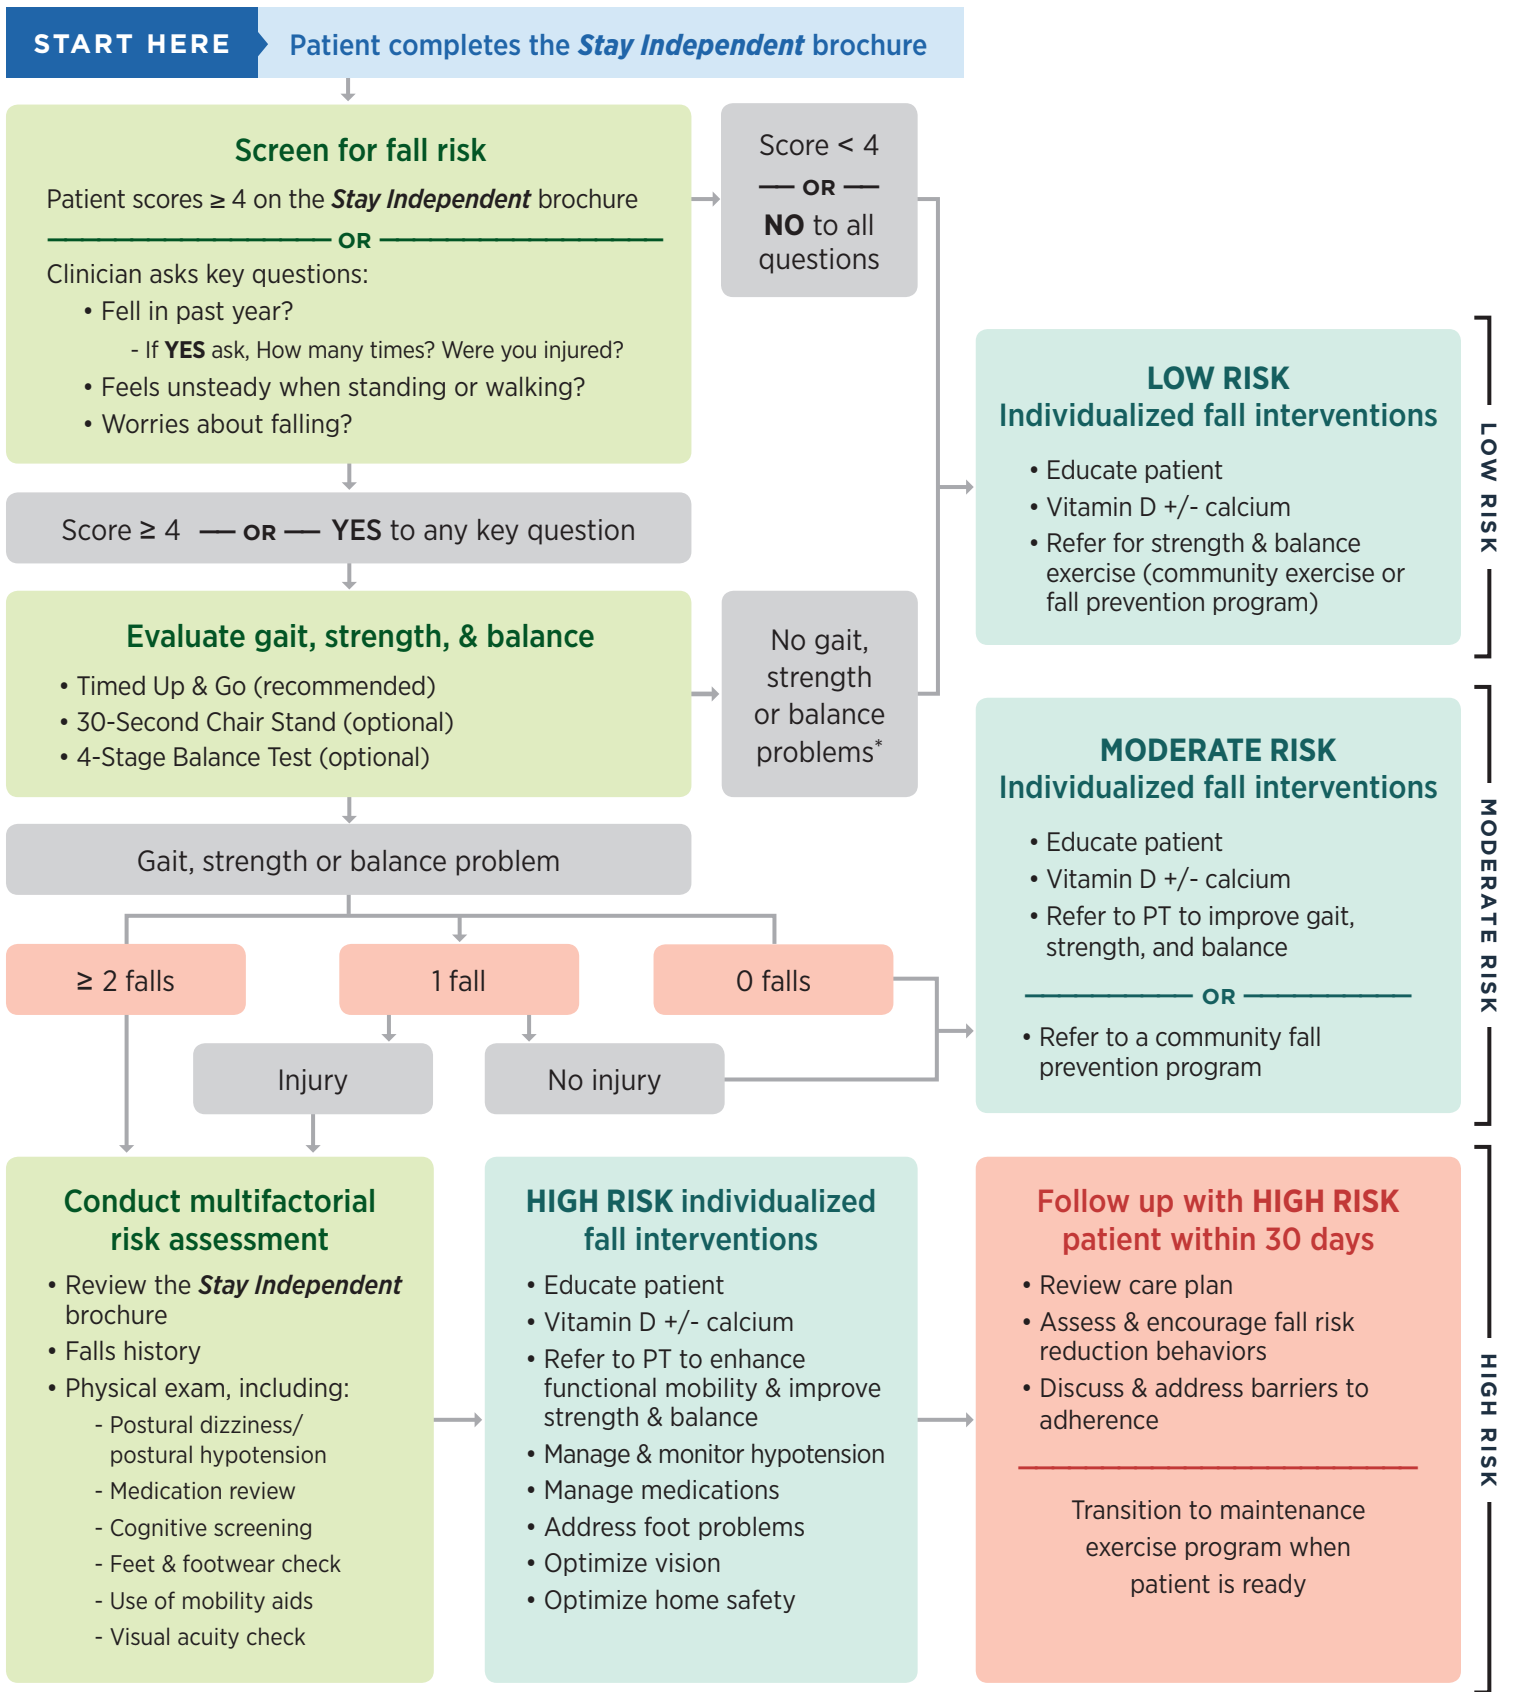 START HERE
Patient completes the Stay Independent brochure
Screen for fall risk
Patient scores ≥ 4 on the Stay Independent brochure
OR
Clinician asks key questions:
• Fell in past year?
- If YES ask, How many times? Were you injured?
• Feels unsteady when standing or walking?
• Worries about falling?
Score < 4
OR
NO to all
questions
Score ≥ 4 OR YES to any key question
Evaluate gait, strength, & balance
• Timed Up & Go (recommended)
• 30-Second Chair Stand (optional)
• 4-Stage Balance Test (optional)
No gait,
strength
or balance
problems*
LOW RISK
Individualized fall interventions
• Educate patient
• Vitamin D +/- calcium
• Refer for strength & balance
exercise (community exercise or
fall prevention program)
LOW RISK
Gait, strength or balance problem
≥ 2 falls
1 fall
0 falls
Injury
No injury
MODERATE RISK
Individualized fall interventions
• Educate patient
• Vitamin D +/- calcium
• Refer to PT to improve gait,
strength, and balance
OR
• Refer to a community fall
prevention program
MODERATE RISK
Conduct multifactorial
risk assessment
• Review the Stay Independent
brochure
• Falls history
• Physical exam, including:
- Postural dizziness/
postural hypotension
- Medication review
- Cognitive screening
- Feet & footwear check
- Use of mobility aids
- Visual acuity check
HIGH RISK individualized
fall interventions
• Educate patient
• Vitamin D +/- calcium
• Refer to PT to enhance
functional mobility & improve
strength & balance
• Manage & monitor hypotension
• Manage medications
• Address foot problems
• Optimize vision
• Optimize home safety
Follow up with HIGH RISK
patient within 30 days
• Review care plan
• Assess & encourage fall risk
reduction behaviors
• Discuss & address barriers to
adherence
Transition to maintenance
exercise program when
patient is ready
HIGH RISK